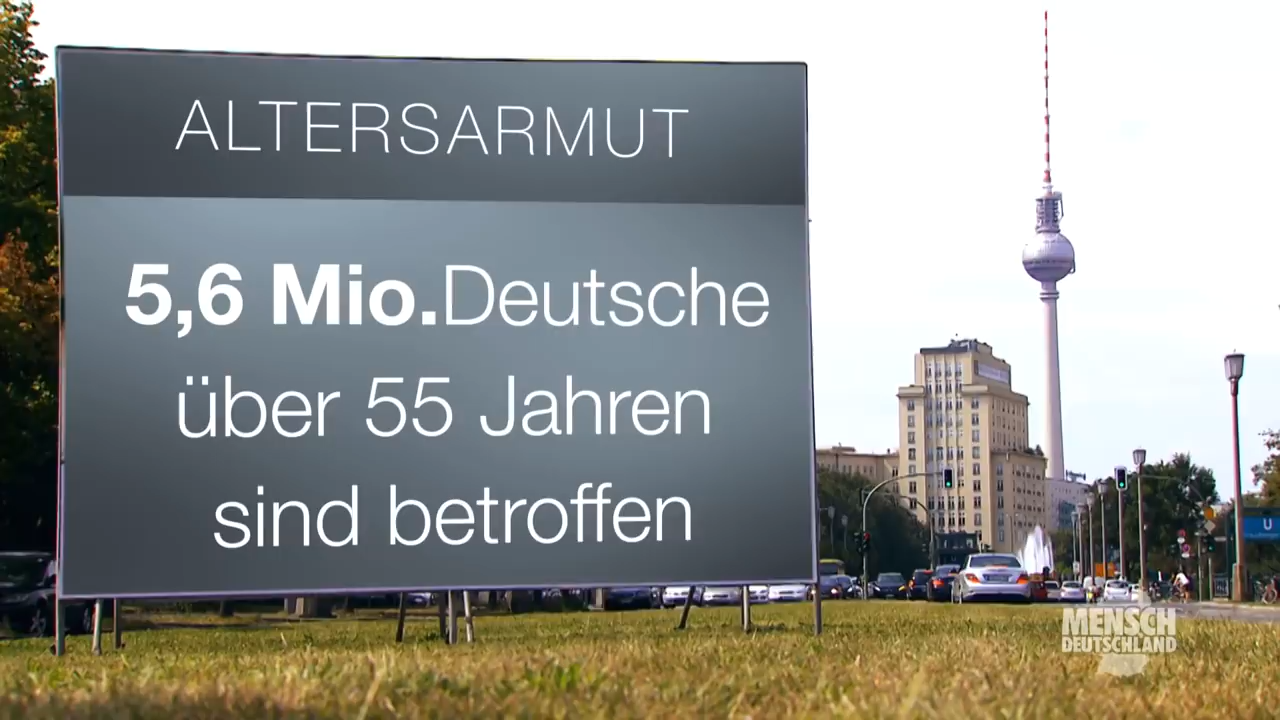 ALTERSARMUT
5,6 Mio.Deutsche
über 55 Jahren
sind betroffen
U
MENSCH
DEUTSCHLAND